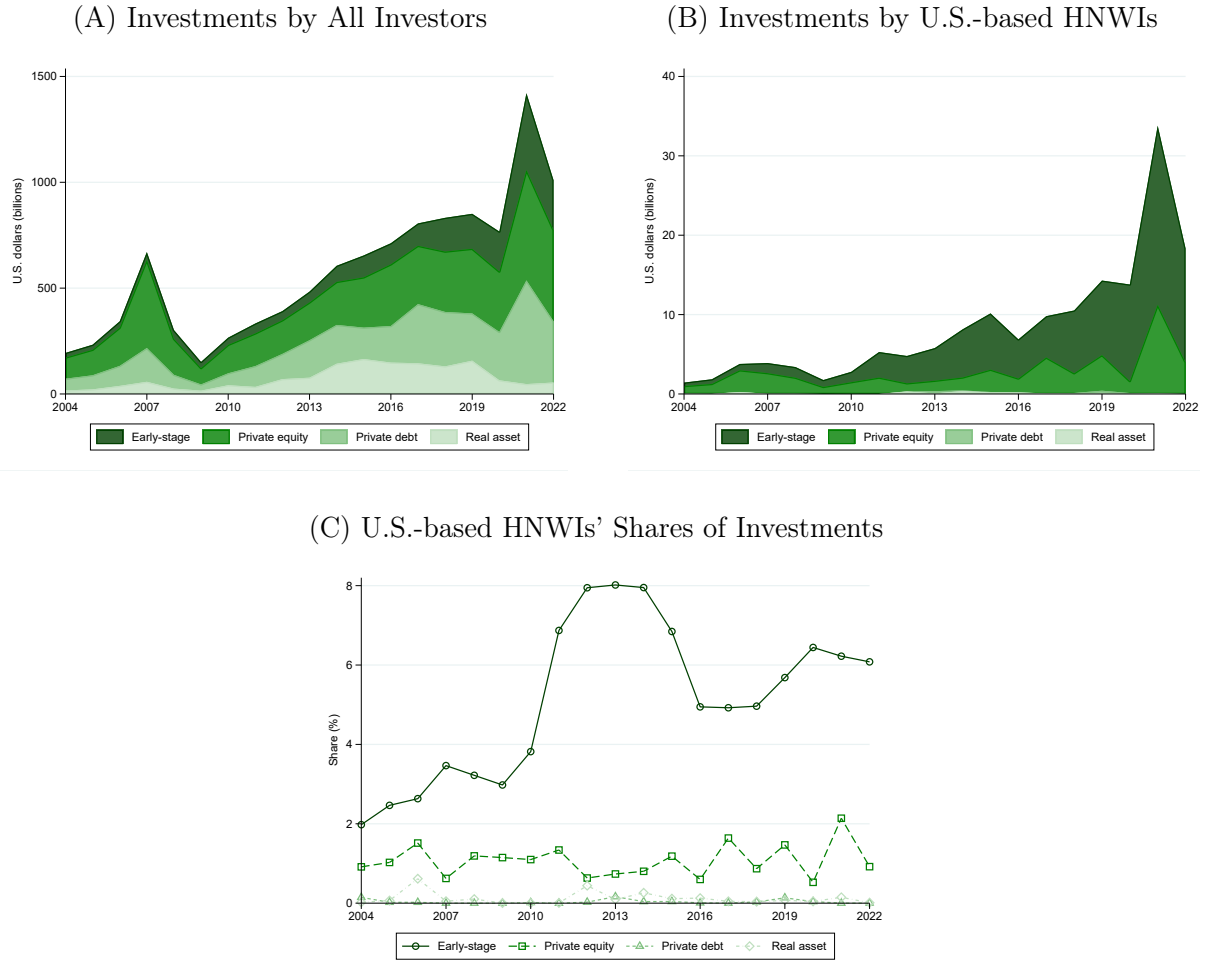 (A) Investments by All Investors
1500
1000
500
0
U.S. dollars (billions)
2004 2007 2010 2013 2016 2019 2022
Early-stage Private equity Private debt Real asset
(B) Investments by U.S.-based HNWIs
40
30
20
10
0
U.S. dollars (billions)
2004 2007 2010 2013 2016 2019 2022
Early-stage Private equity Private debt Real asset
(C) U.S.-based HNWIs' Shares of Investments
8
6
4
2
0
Share (%)
2004 2007 2010 2013 2016 2019 2022
Early-stage Private equity Private debt Real asset